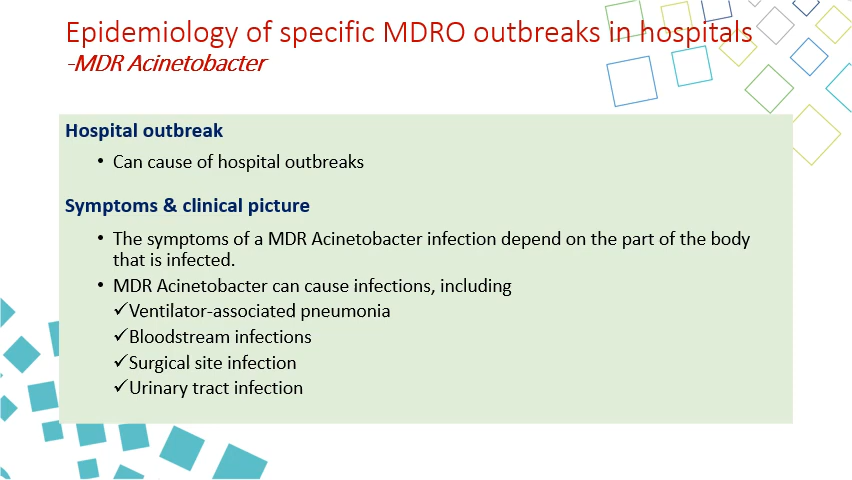 Epidemiology of specific MDRO outbreaks in hospitals
-MDR Acinetobacter
Hospital outbreak
• Can cause of hospital outbreaks
Symptoms & clinical picture
• The symptoms of a MDR Acinetobacter infection depend on the part of the body
that is infected.
• MDR Acinetobacter can cause infections, including
✓Ventilator-associated pneumonia
✓Bloodstream infections
✓Surgical site infection
✓Urinary tract infection